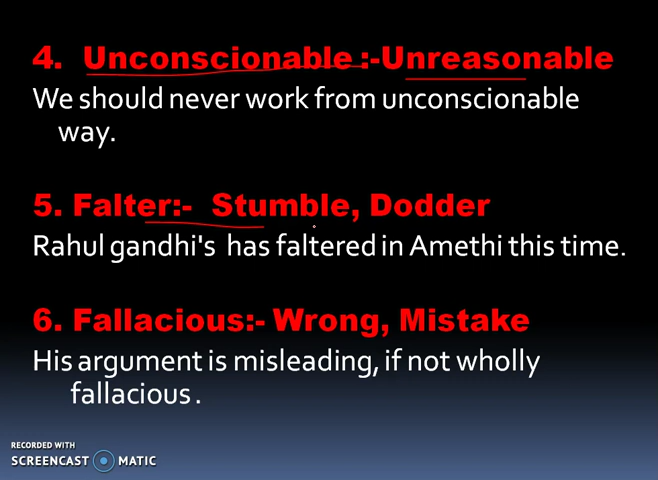 4. Unconscionable :-Unreasonable
We should never work from unconscionable
way.
5. Falter:- Stumble, Dodder
Rahul gandhi's has faltered in Amethi this time.
6. Fallacious:- Wrong, Mistake
His argument is misleading, if not wholly
fallacious .
RECORDED WITH
SCREENCAST MATIC